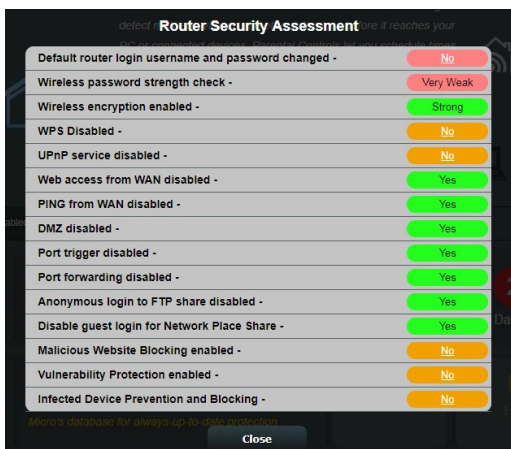 detect
it reaches your
Router Security Assessment
Default router login username and password changed - No
Wireless password strength check - Very Weak
Wireless encryption enabled - Strong
WPS Disabled - No
UPnP service disabled - No
Web access from WAN disabled - Yes
PING from WAN disabled - Yes
DMZ disabled - Yes
Port trigger disabled - Yes
Port forwarding disabled - Yes
Anonymous login to FTP share disabled - Yes
Disable guest login for Network Place Share - Yes
Malicious Website Blocking enabled - No
Vulnerability Protection enabled - No
Infected Device Prevention and Blocking - No
Micro's database for always-up-to-date protection
Close